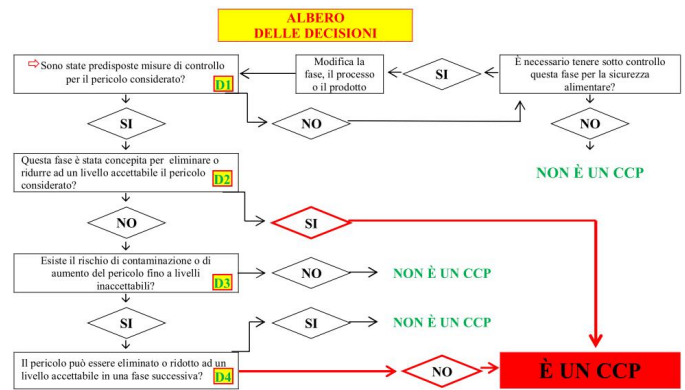 ALBERO
DELLE DECISIONI
⇨Sono state predisposte misure di controllo
per il pericolo considerato?
D1
Modifica la
fase, il processo
o il prodotto
SI
È necessario tenere sotto controllo
questa fase per la sicurezza
alimentare?
SI
NO
NO
NON È UN CCP
Questa fase è stata concepita per eliminare o
ridurre ad un livello accettabile il pericolo
considerato?
D2
NO
SI
Esiste il rischio di contaminazione o di
aumento del pericolo fino a livelli
inaccettabili?
D3
NO
NON È UN CCP
SI
SI
NON È UN CCP
Il pericolo può essere eliminato o ridotto ad un
livello accettabile in una fase successiva?
D4
NO
È UN CCP